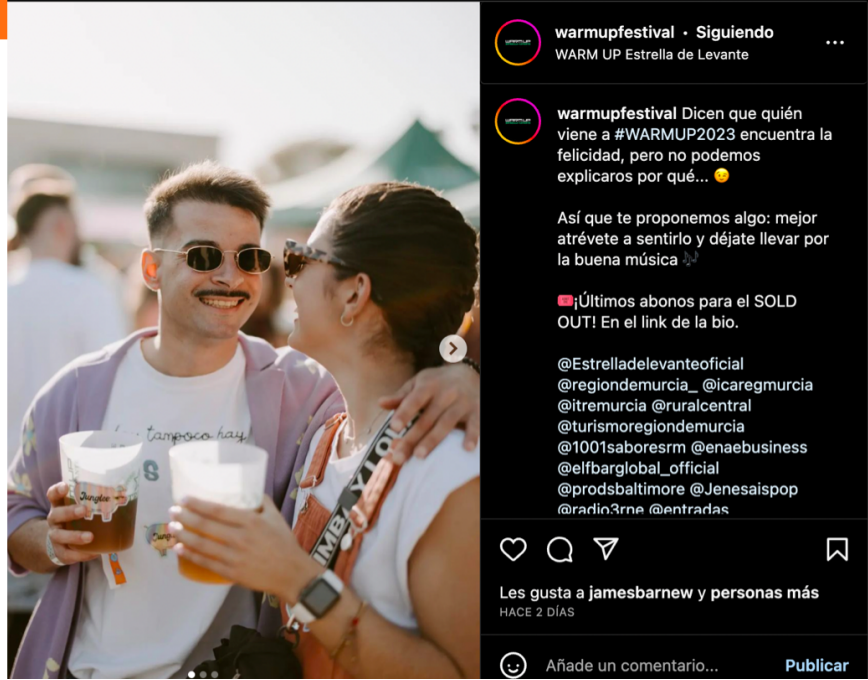 warmupfestival • Siguiendo
WARM UP Estrella de Levante
warmupfestival Dicen que quién
viene a #WARMUP2023 encuentra la
felicidad, pero no podemos
explicaros por qué... 😉
Así que te proponemos algo: mejor
atrévete a sentirlo y déjate llevar por
la buena música 🎶
🎟️¡Últimos abonos para el SOLD
OUT! En el link de la bio.
@Estrelladelevanteoficial
@regiondemurcia_ @icaregmurcia
@itremurcia @ruralcentral
@turismoregiondemurcia
@1001saboresrm @enaebusiness
@elfbarglobal_official
@prodsbaltimore @Jenesaispop
@radio3rne @entradas
Les gusta a jamesbarnew y personas más
HACE 2 DÍAS
Añade un comentario...
Publicar
tampoco hay